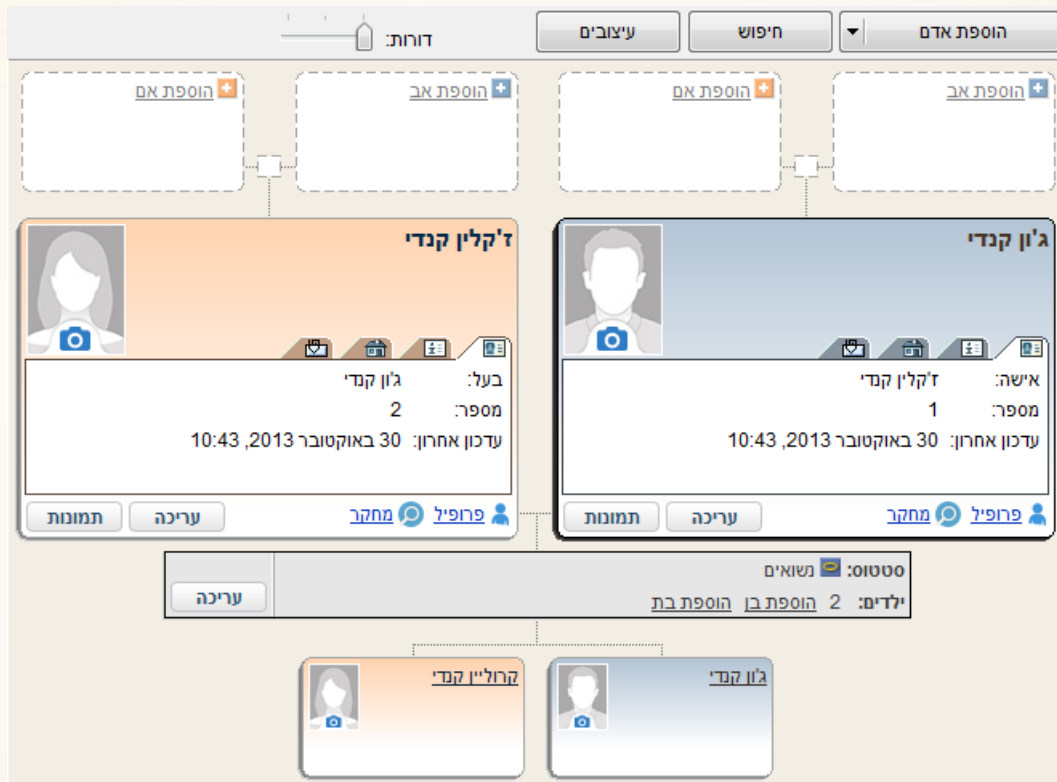 הוספת אדם
חיפוש
עיצובים
דורות:
הוספת אב
הוספת אם
הוספת אב
הוספת אם
ג'ון קנדי
אישה: ז'קלין קנדי
מספר: 1
עדכון אחרון: 30 באוקטובר 2013, 10:43
פרופיל מחקר עריכה תמונות
ז'קלין קנדי
בעל: ג'ון קנדי
מספר: 2
עדכון אחרון: 30 באוקטובר 2013, 10:43
פרופיל מחקר עריכה תמונות
סטטוס: נשואים
ילדים: 2 הוספת בן הוספת בת
עריכה
ג'ון קנדי
קרוליין קנדי